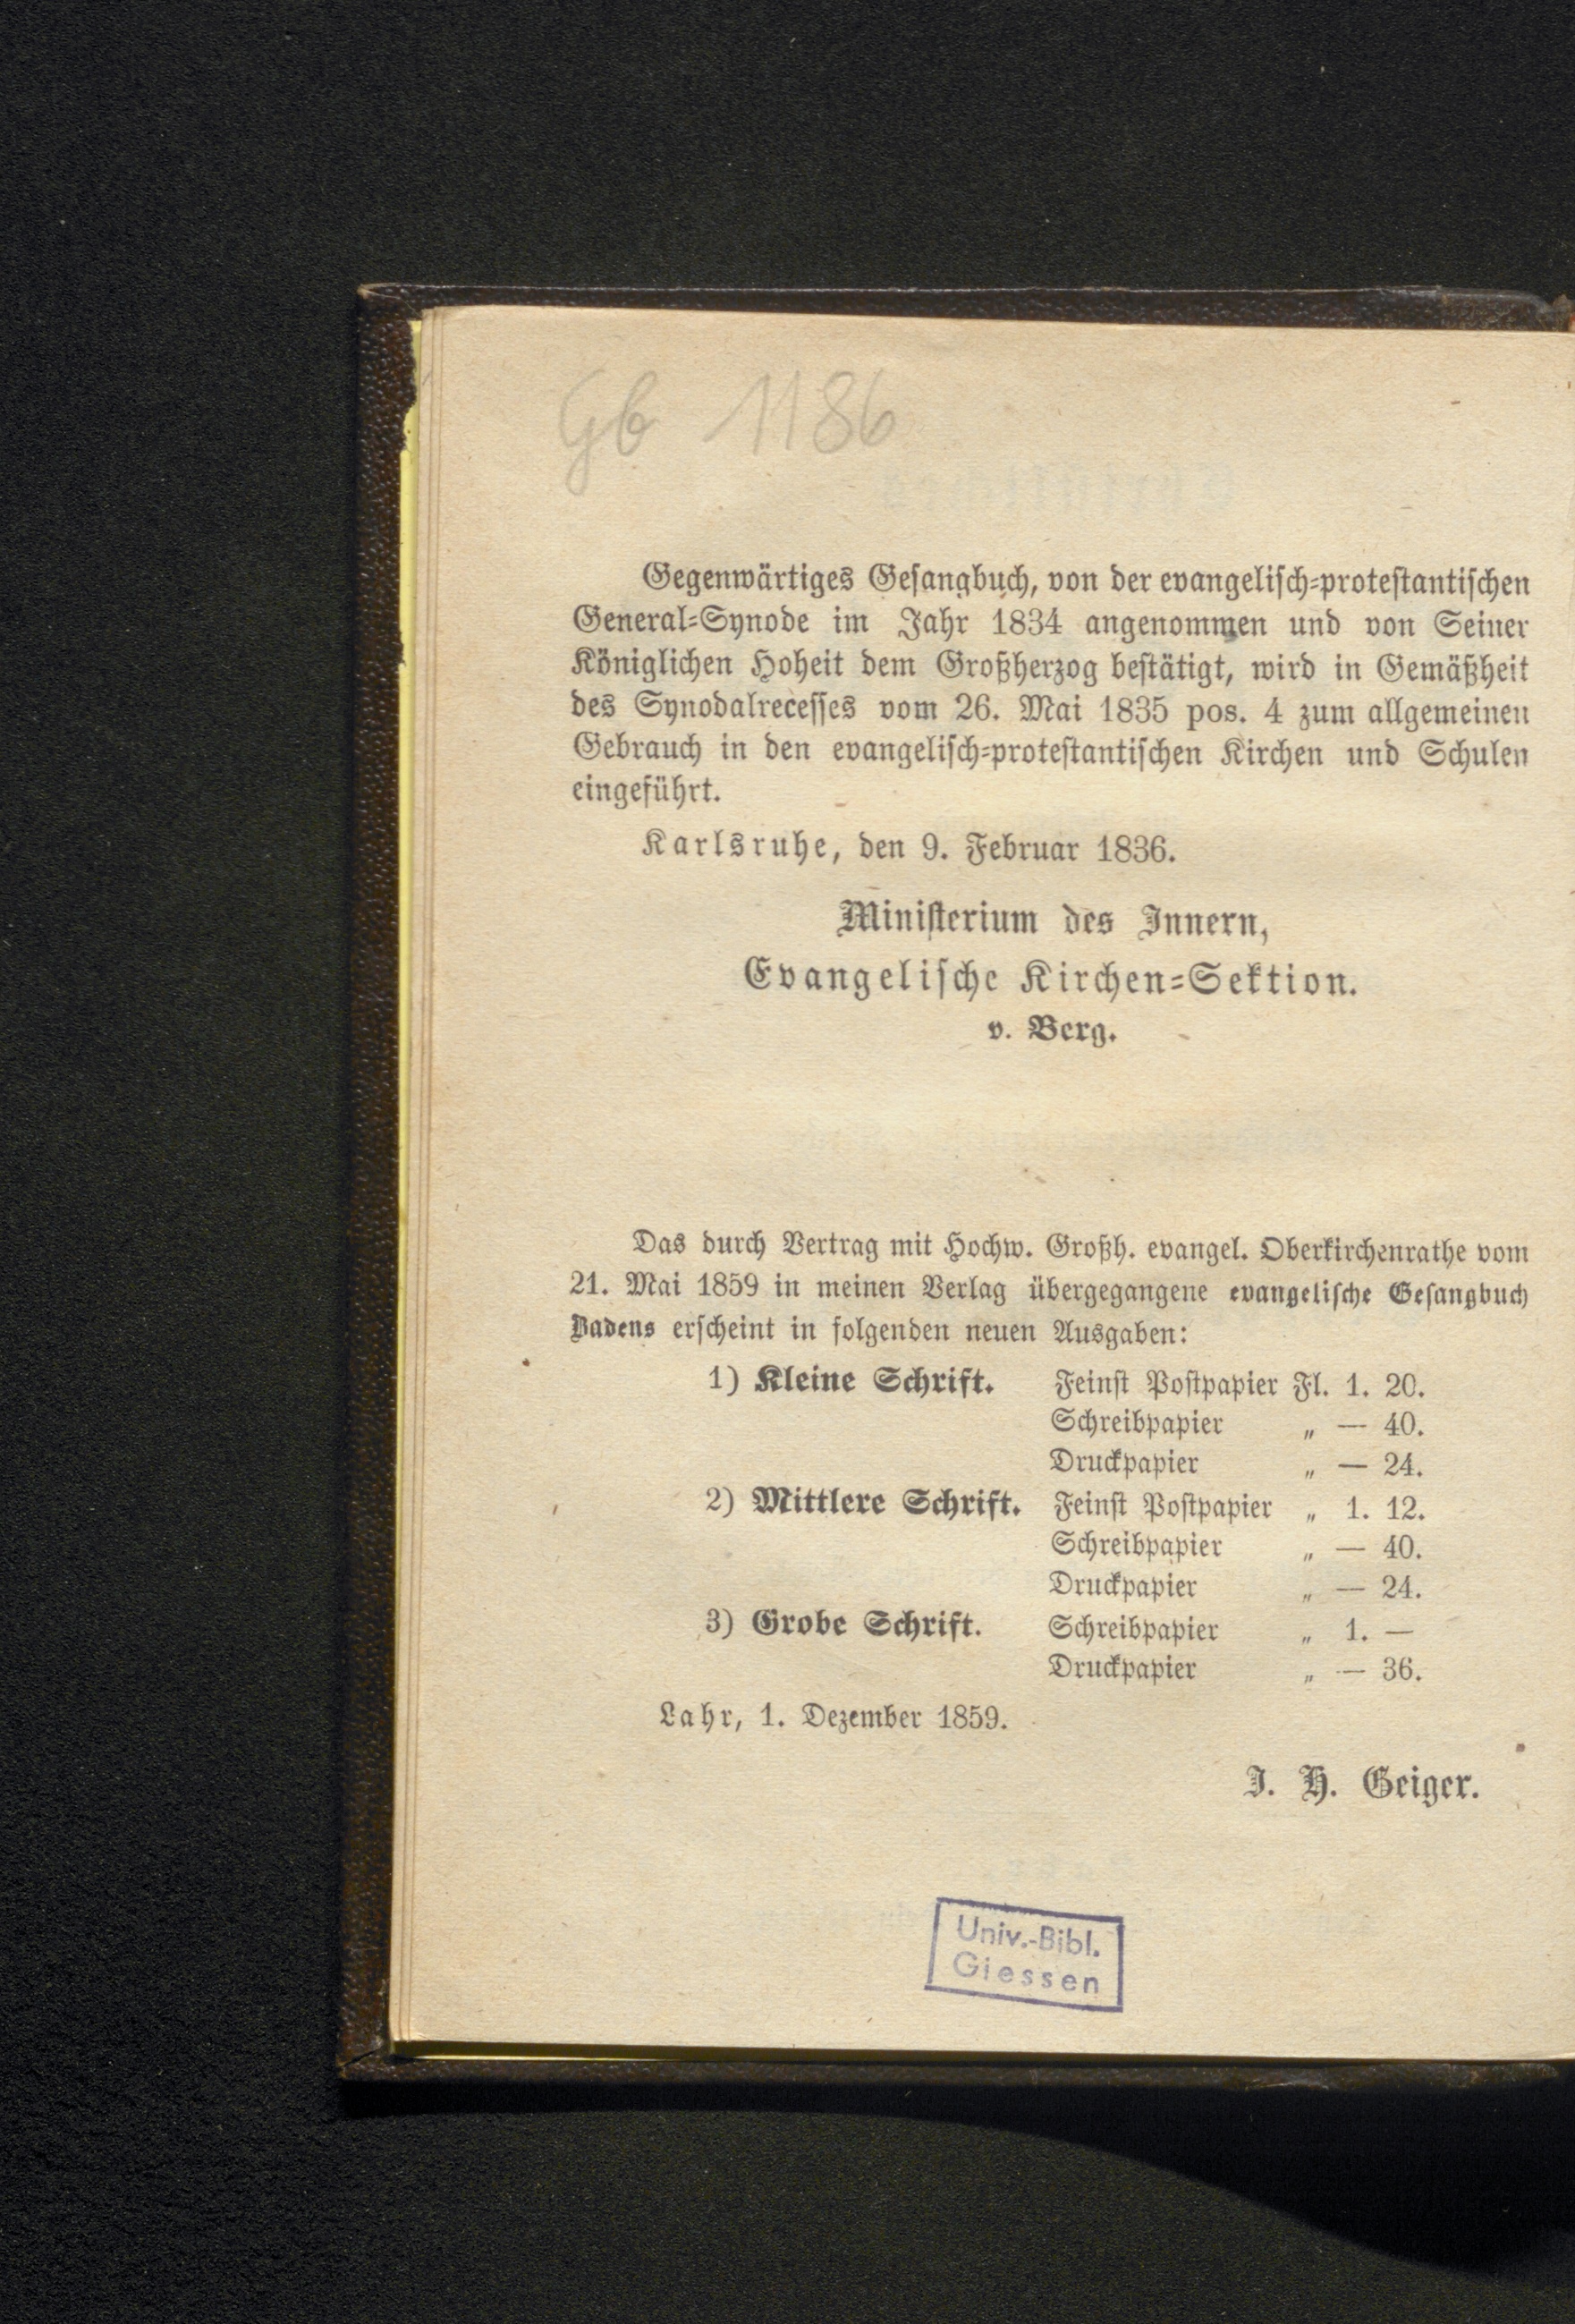 Gb 1186
Gegenwärtiges Gesangbuch, von der evangelisch-protestantischen
General-Synode im Jahr 1834 angenommen und von Seiner
Königlichen Hoheit dem Großherzog bestätigt, wird in Gemäßheit
des Synodalrecesses vom 26. Mai 1835 pos. 4 zum allgemeinen
Gebrauch in den evangelisch-protestantischen Kirchen und Schulen
eingeführt.
Karlsruhe, den 9. Februar 1836.
Ministerium des Innern,
Evangelische Kirchen-Sektion.
v. Berg.
Das durch Vertrag mit Hochw. Großh. evangel. Oberkirchenrathe vom
21. Mai 1859 in meinen Verlag übergegangene evangelische Gesangbuch
Badens erscheint in folgenden neuen Ausgaben:
1) Kleine Schrift. Feinst Postpapier Fl. 1. 20.
Schreibpapier „ — 40.
Druckpapier „ — 24.
2) Mittlere Schrift. Feinst Postpapier „ 1. 12.
Schreibpapier „ — 40.
Druckpapier „ — 24.
3) Grobe Schrift. Schreibpapier „ 1. —
Druckpapier „ — 36.
Lahr, 1. Dezember 1859.
J. H. Geiger.
Univ.-Bibl.
Giessen